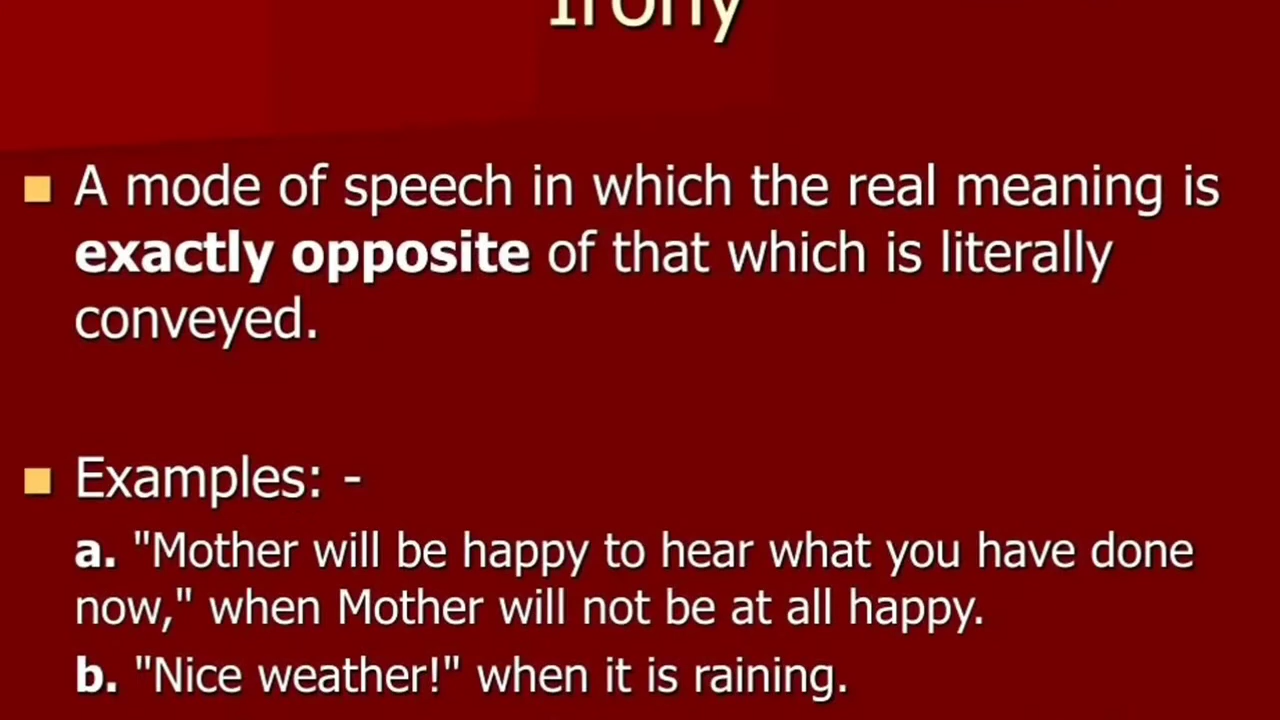 Irony
A mode of speech in which the real meaning is
exactly opposite of that which is literally
conveyed.
Examples: -
a. "Mother will be happy to hear what you have done
now," when Mother will not be at all happy.
b. "Nice weather!" when it is raining.